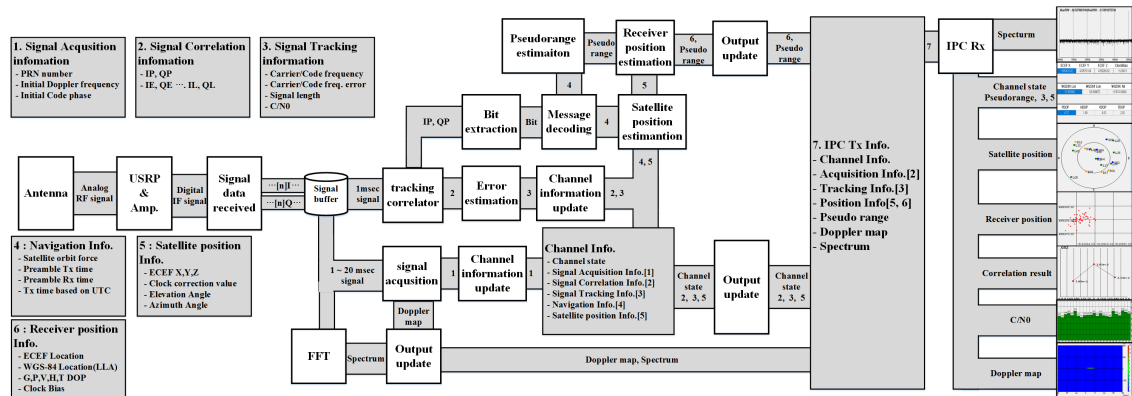 1. Signal Acqusition
infomation
- PRN number
- Initial Doppler frequency
- Initial Code phase
2. Signal Correlation
infomation
- IP, QP
- IE, QE ···. IL, QL
3. Signal Tracking
information
- Carrier/Code frequency
- Carrier/Code freq. error
- Signal length
- C/N0
Pseudorange
estimaiton
Pseudo
range
Receiver
position
estimation
6,
Pseudo
range
Output
update
6,
Pseudo
range
7
IPC Rx
Specturm
4
5
Channel state
Pseudorange, 3, 5
IP, QP
Bit
extraction
Bit
Message
decoding
4
Satellite
position
estimantion
Satellite position
4, 5
7. IPC Tx Info.
- Channel Info.
- Acquisition Info.[2]
- Tracking Info.[3]
- Position Info[5, 6]
- Pseudo range
- Doppler map
- Spectrum
Antenna
Analog
RF signal
USRP
&
Amp.
Digital
IF signal
Signal
data
received
···[n]I···
···[n]Q···
Signal
buffer
1msec
signal
tracking
correlator
2
Error
estimation
3
Channel
information
update
2, 3
Receiver position
4 : Navigation Info.
- Satellite orbit force
- Preamble Tx time
- Preamble Rx time
- Tx time based on UTC
5 : Satellite position
Info.
- ECEF X,Y,Z
- Clock correction value
- Elevation Angle
- Azimuth Angle
1 ~ 20 msec
signal
signal
acqusition
1
Channel
information
update
1
Channel Info.
- Channel state
- Signal Acquisition Info.[1]
- Signal Correlation Info.[2]
- Signal Tracking Info.[3]
- Navigation Info.[4]
- Satellite position Info.[5]
Channel
state
2, 3, 5
Output
update
Channel
state
2, 3, 5
Correlation result
C/N0
6 : Receiver position
Info.
- ECEF Location
- WGS-84 Location(LLA)
- G,P,V,H,T DOP
- Clock Bias
Doppler
map
FFT
Spectrum
Output
update
Doppler map, Spectrum
Doppler map